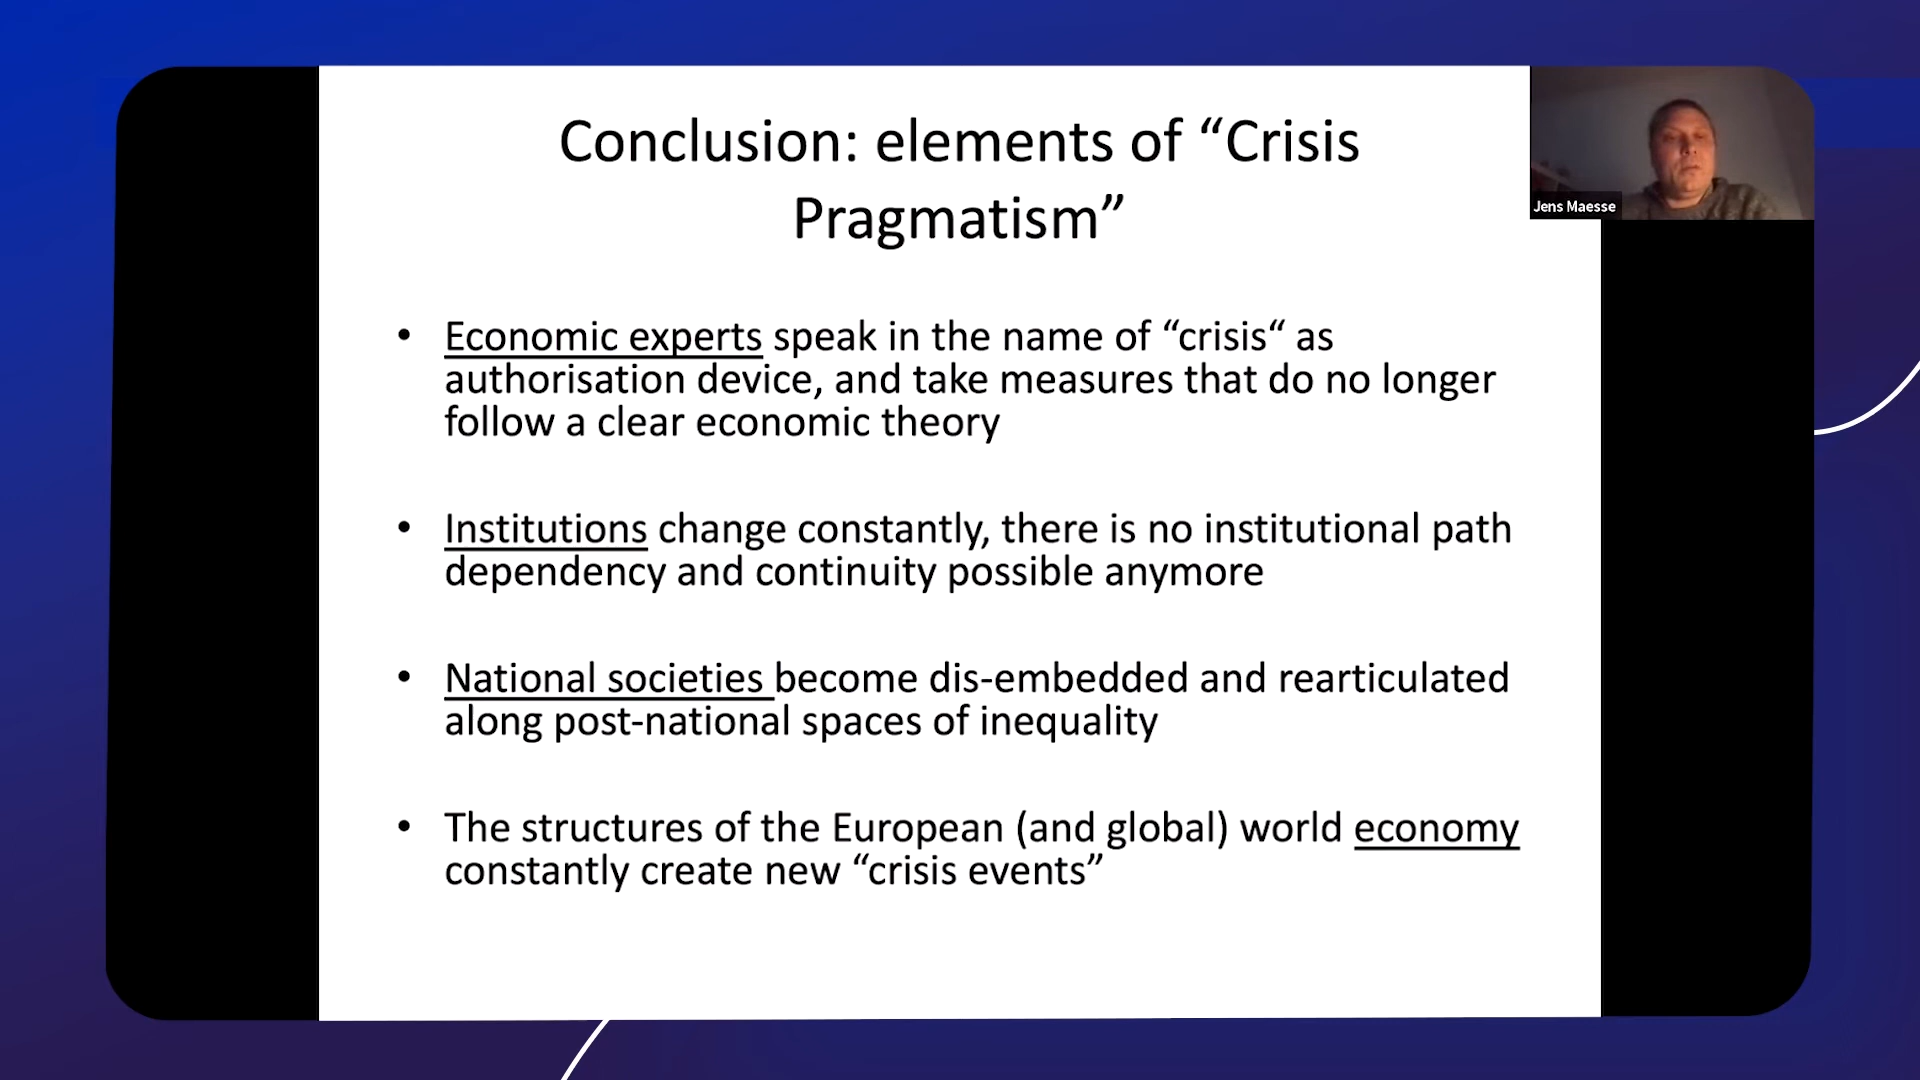 Conclusion: elements of “Crisis
Pragmatism”
Jens Maesse
• Economic experts speak in the name of “crisis“ as
authorisation device, and take measures that do no longer
follow a clear economic theory
• Institutions change constantly, there is no institutional path
dependency and continuity possible anymore
• National societies become dis-embedded and rearticulated
along post-national spaces of inequality
• The structures of the European (and global) world economy
constantly create new “crisis events”